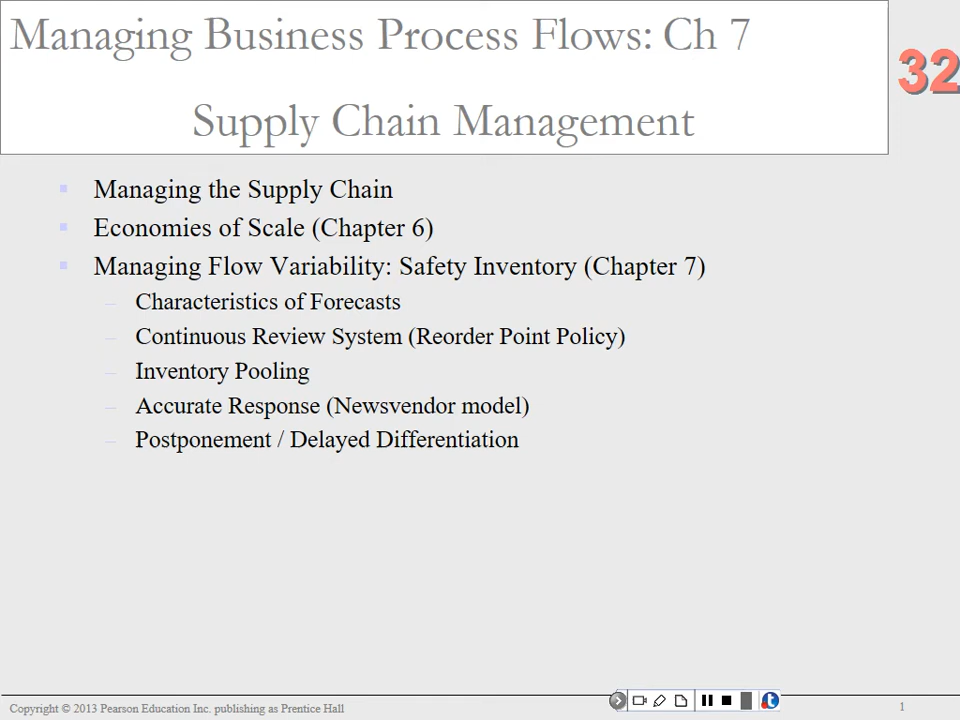 Managing Business Process Flows: Ch 7
32
Supply Chain Management
Managing the Supply Chain
Economies of Scale (Chapter 6)
Managing Flow Variability: Safety Inventory (Chapter 7)
– Characteristics of Forecasts
– Continuous Review System (Reorder Point Policy)
– Inventory Pooling
– Accurate Response (Newsvendor model)
– Postponement / Delayed Differentiation
Copyright © 2013 Pearson Education Inc. publishing as Prentice Hall
t
1